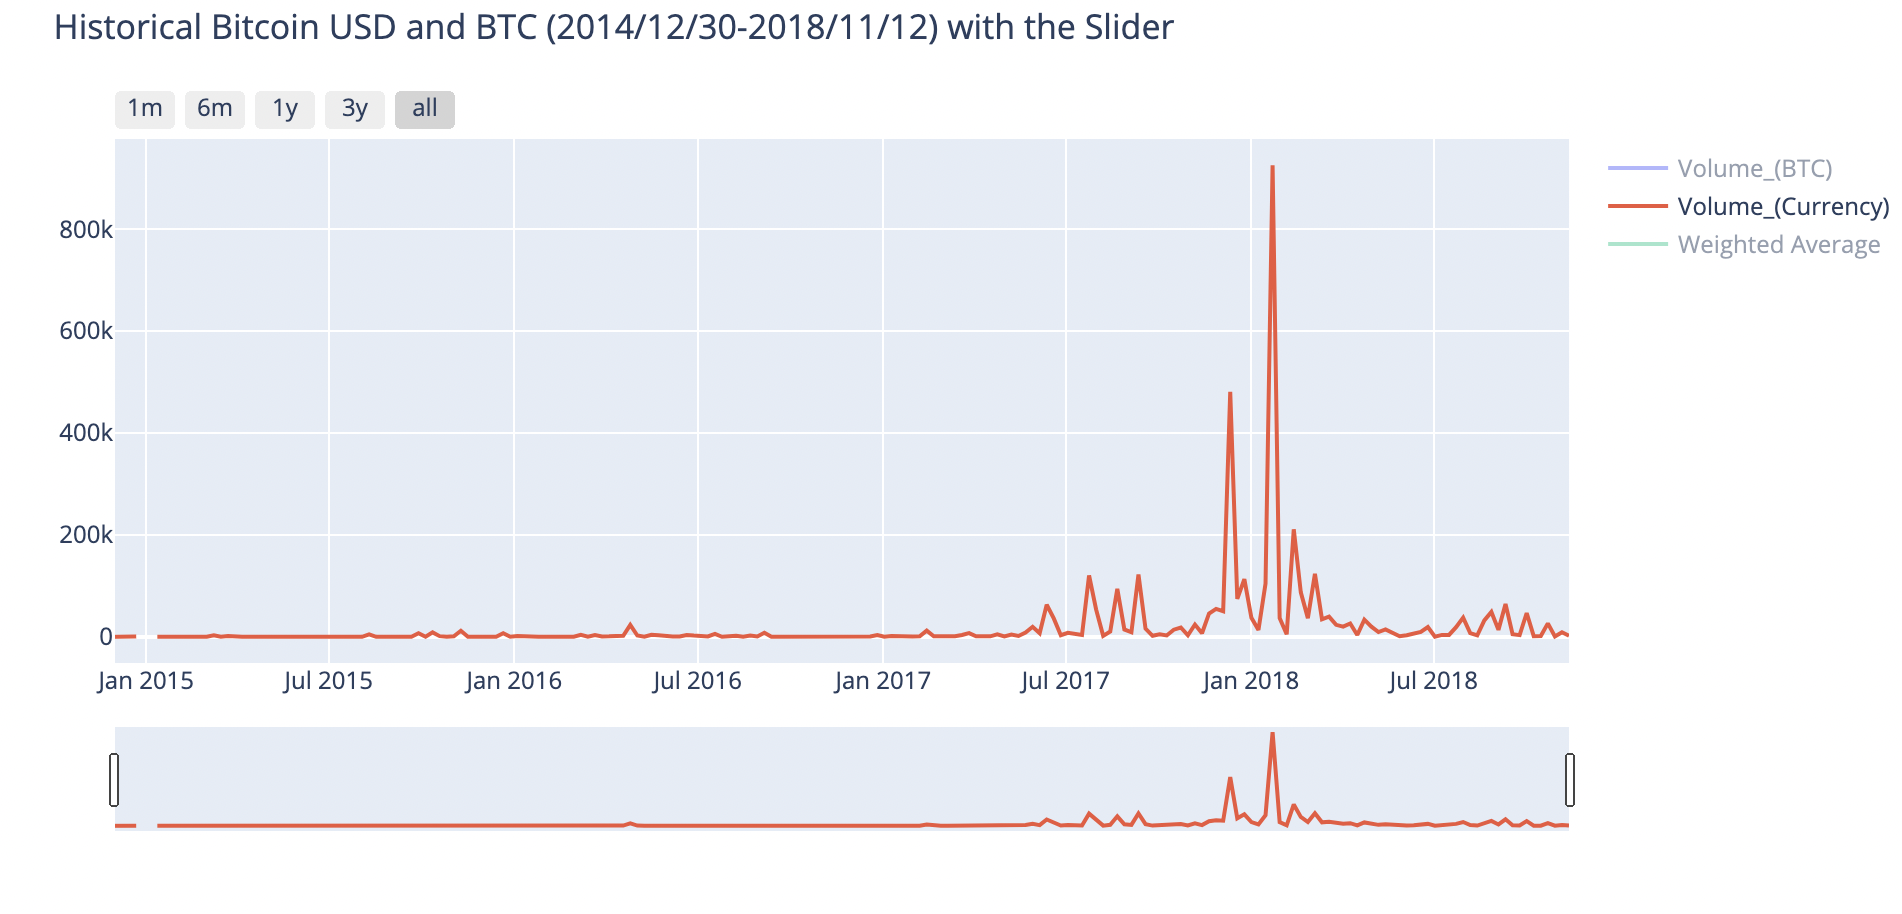 Historical Bitcoin USD and BTC (2014/12/30-2018/11/12) with the Slider
1m 6m 1y 3y all
Volume_(BTC)
Volume_(Currency)
Weighted Average
800k
600k
400k
200k
0
Jan 2015 Jul 2015 Jan 2016 Jul 2016 Jan 2017 Jul 2017 Jan 2018 Jul 2018